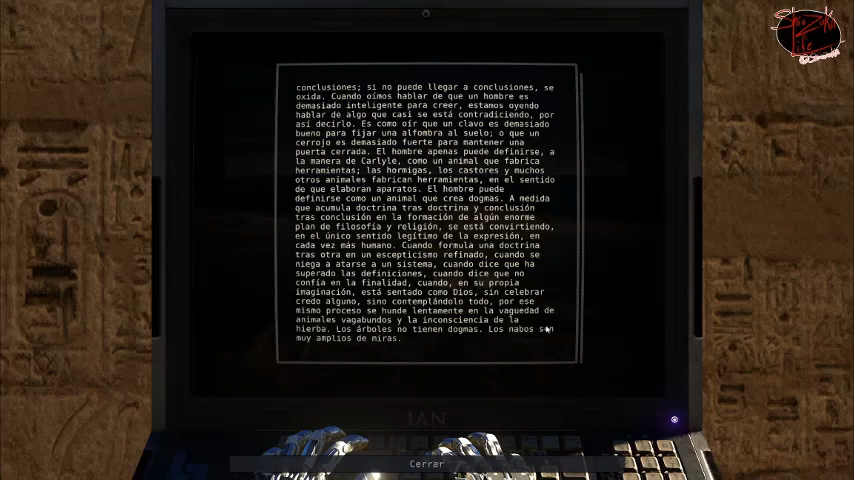 Shio Zuka
Life
conclusiones; si no puede llegar a conclusiones, se
oxida. Cuando oímos hablar de que un hombre es
demasiado inteligente para creer, estamos oyendo
hablar de algo que casi se está contradiciendo, por
así decirlo. Es como oír que un clavo es demasiado
bueno para fijar una alfombra al suelo; o que un
cerrojo es demasiado fuerte para mantener una
puerta cerrada. El hombre apenas puede definirse, a
la manera de Carlyle, como un animal que fabrica
herramientas; las hormigas, los castores y muchos
otros animales fabrican herramientas, en el sentido
de que elaboran aparatos. El hombre puede
definirse como un animal que crea dogmas. A medida
que acumula doctrina tras doctrina y conclusión
tras conclusión en la formación de algún enorme
plan de filosofía y religión, se está convirtiendo,
en el único sentido legítimo de la expresión, en
cada vez más humano. Cuando formula una doctrina
tras otra en un escepticismo refinado, cuando se
niega a atarse a un sistema, cuando dice que ha
superado las definiciones, cuando dice que no
confía en la finalidad, cuando, en su propia
imaginación, está sentado como Dios, sin celebrar
credo alguno, sino contemplándolo todo, por ese
mismo proceso se hunde lentamente en la vaguedad de
animales vagabundos y la inconsciencia de la
hierba. Los árboles no tienen dogmas. Los nabos son
muy amplios de miras.
IAN
Cerrar